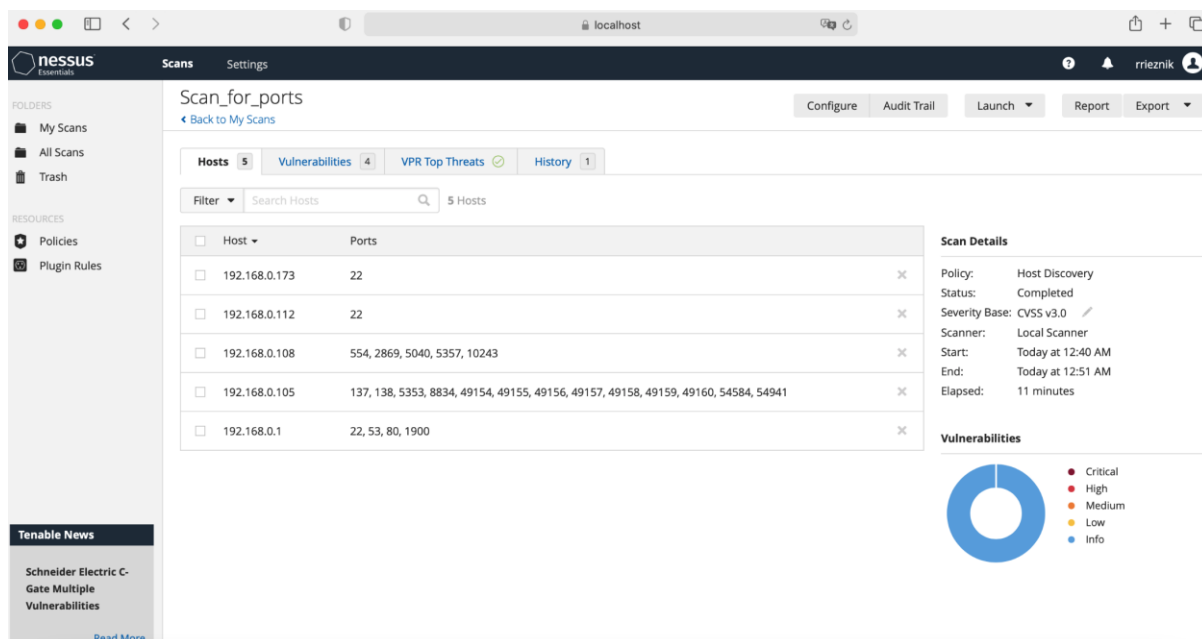 localhost
nessus
Essentials
Scans Settings
rrieznik
FOLDERS
My Scans
All Scans
Trash
RESOURCES
Policies
Plugin Rules
Tenable News
Schneider Electric C-
Gate Multiple
Vulnerabilities
Read More
Scan_for_ports
Back to My Scans
Configure Audit Trail Launch Report Export
Hosts 5 Vulnerabilities 4 VPR Top Threats History 1
Filter Search Hosts 5 Hosts
Host Ports
192.168.0.173 22
192.168.0.112 22
192.168.0.108 554, 2869, 5040, 5357, 10243
192.168.0.105 137, 138, 5353, 8834, 49154, 49155, 49156, 49157, 49158, 49159, 49160, 54584, 54941
192.168.0.1 22, 53, 80, 1900
Scan Details
Policy: Host Discovery
Status: Completed
Severity Base: CVSS v3.0
Scanner: Local Scanner
Start: Today at 12:40 AM
End: Today at 12:51 AM
Elapsed: 11 minutes
Vulnerabilities
Critical
High
Medium
Low
Info